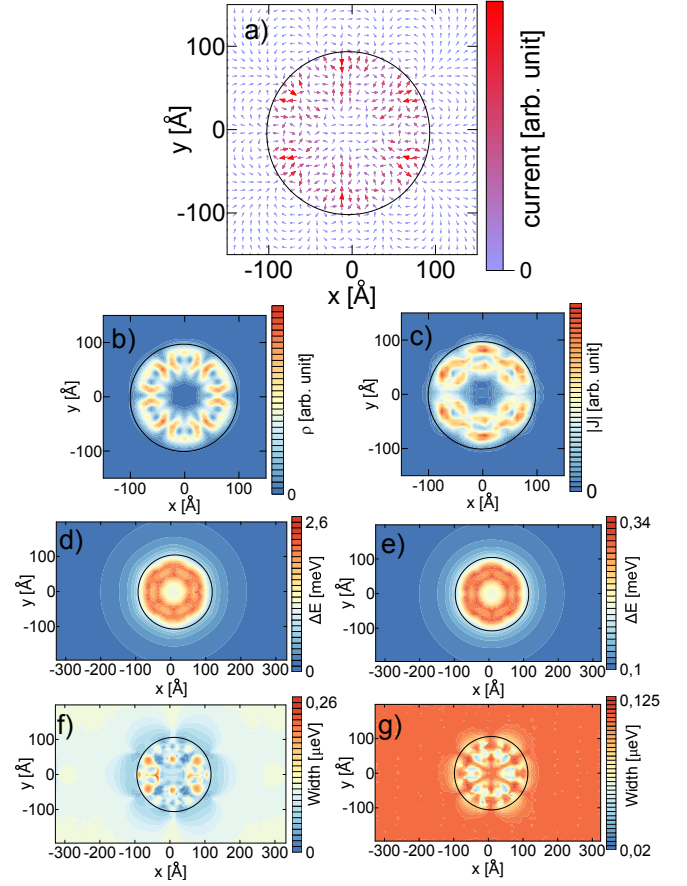 a)
100
0
-100
y [Å]
-100 0 100
x [Å]
current [arb. unit]
0
b)
100
0
-100
y [Å]
-100 0 100
x [Å]
ρ [arb. unit]
0
c)
100
0
-100
y [Å]
-100 0 100
x [Å]
|J| [arb. unit]
0
d)
100
0
-100
y [Å]
-300 -200 -100 0 100 200 300
x [Å]
2,6
ΔE [meV]
0
e)
100
0
-100
y [Å]
-300 -200 -100 0 100 200 300
x [Å]
0,34
ΔE [meV]
0,1
f)
100
0
-100
y [Å]
-300 -200 -100 0 100 200 300
x [Å]
0,26
Width [μeV]
0
g)
100
0
-100
y [Å]
-300 -200 -100 0 100 200 300
x [Å]
0,125
Width [μeV]
0,02